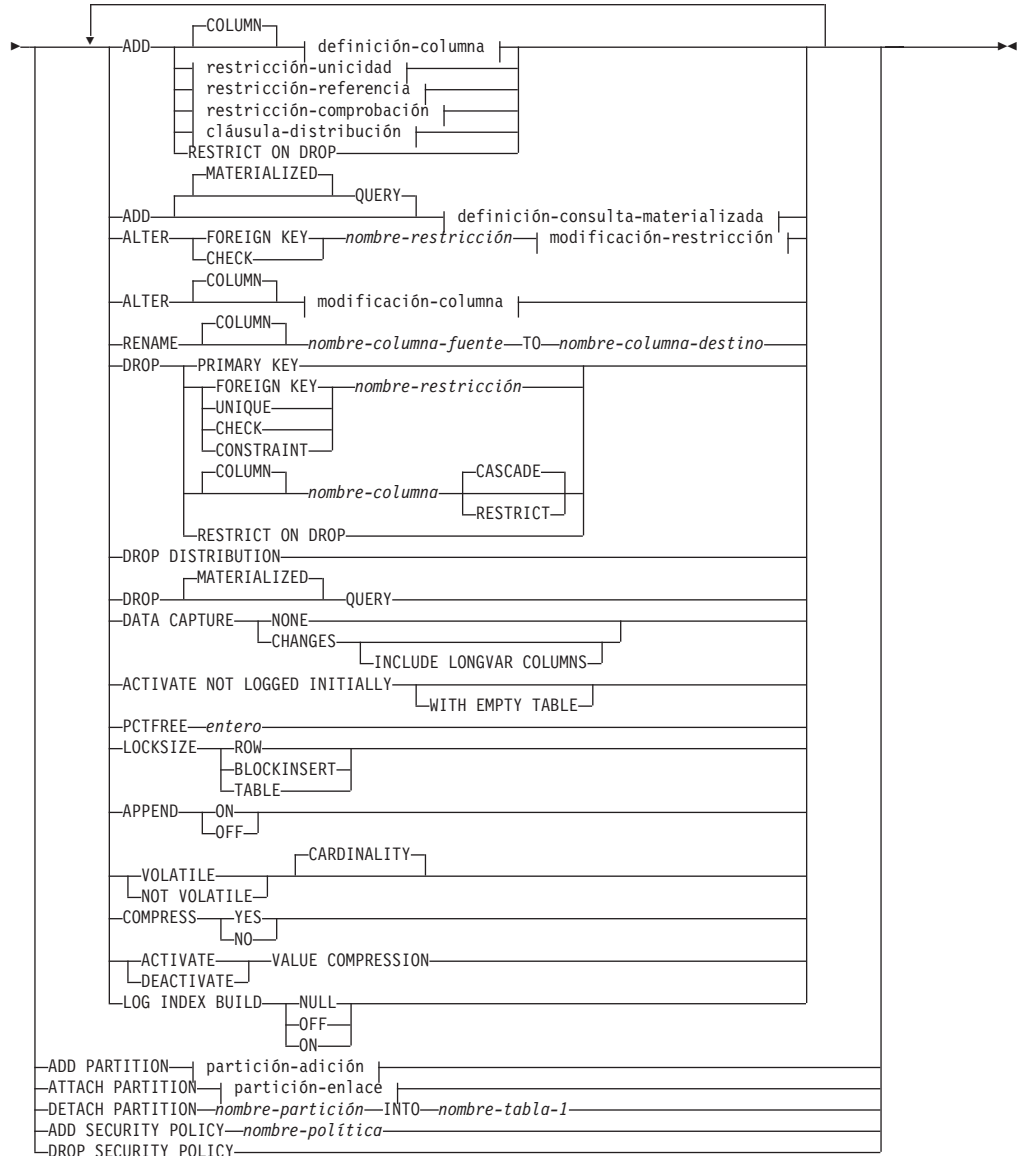 COLUMN
ADD definición-columna
restricción-unicidad
restricción-referencia
restricción-comprobación
cláusula-distribución
RESTRICT ON DROP
MATERIALIZED
QUERY
ADD definición-consulta-materializada
ALTER FOREIGN KEY nombre-restricción modificación-restricción
CHECK
COLUMN
ALTER modificación-columna
COLUMN
RENAME nombre-columna-fuente TO nombre-columna-destino
DROP PRIMARY KEY
FOREIGN KEY nombre-restricción
UNIQUE
CHECK
CONSTRAINT
COLUMN CASCADE
nombre-columna
RESTRICT
RESTRICT ON DROP
DROP DISTRIBUTION
MATERIALIZED
DROP QUERY
DATA CAPTURE NONE
CHANGES
INCLUDE LONGVAR COLUMNS
ACTIVATE NOT LOGGED INITIALLY
WITH EMPTY TABLE
PCTFREE entero
LOCKSIZE ROW
BLOCKINSERT
TABLE
APPEND ON
OFF
CARDINALITY
VOLATILE
NOT VOLATILE
COMPRESS YES
NO
ACTIVATE VALUE COMPRESSION
DEACTIVATE
LOG INDEX BUILD NULL
OFF
ON
ADD PARTITION partición-adición
ATTACH PARTITION partición-enlace
DETACH PARTITION nombre-partición INTO nombre-tabla-1
ADD SECURITY POLICY nombre-política
DROP SECURITY POLICY